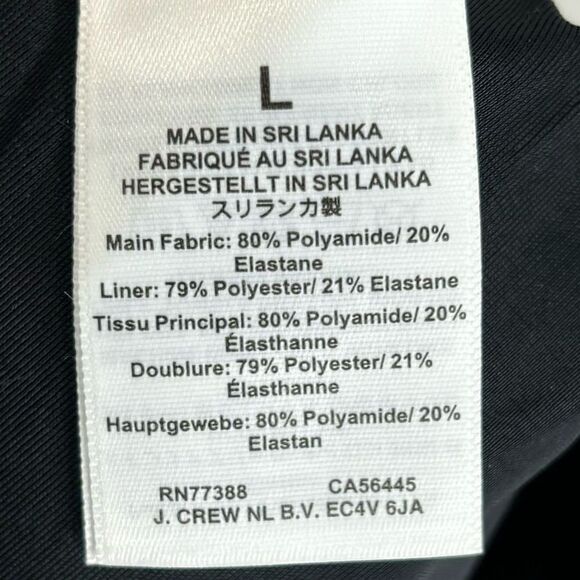 L
MADE IN SRI LANKA
FABRIQUÉ AU SRI LANKA
HERGESTELLT IN SRI LANKA
スリランカ製
Main Fabric: 80% Polyamide/ 20%
Elastane
Liner: 79% Polyester/ 21% Elastane
Tissu Principal: 80% Polyamide/ 20%
Élasthanne
Doublure: 79% Polyester/ 21%
Élasthanne
Hauptgewebe: 80% Polyamide/ 20%
Elastan
RN77388 CA56445
J. CREW NL B.V. EC4V 6JA